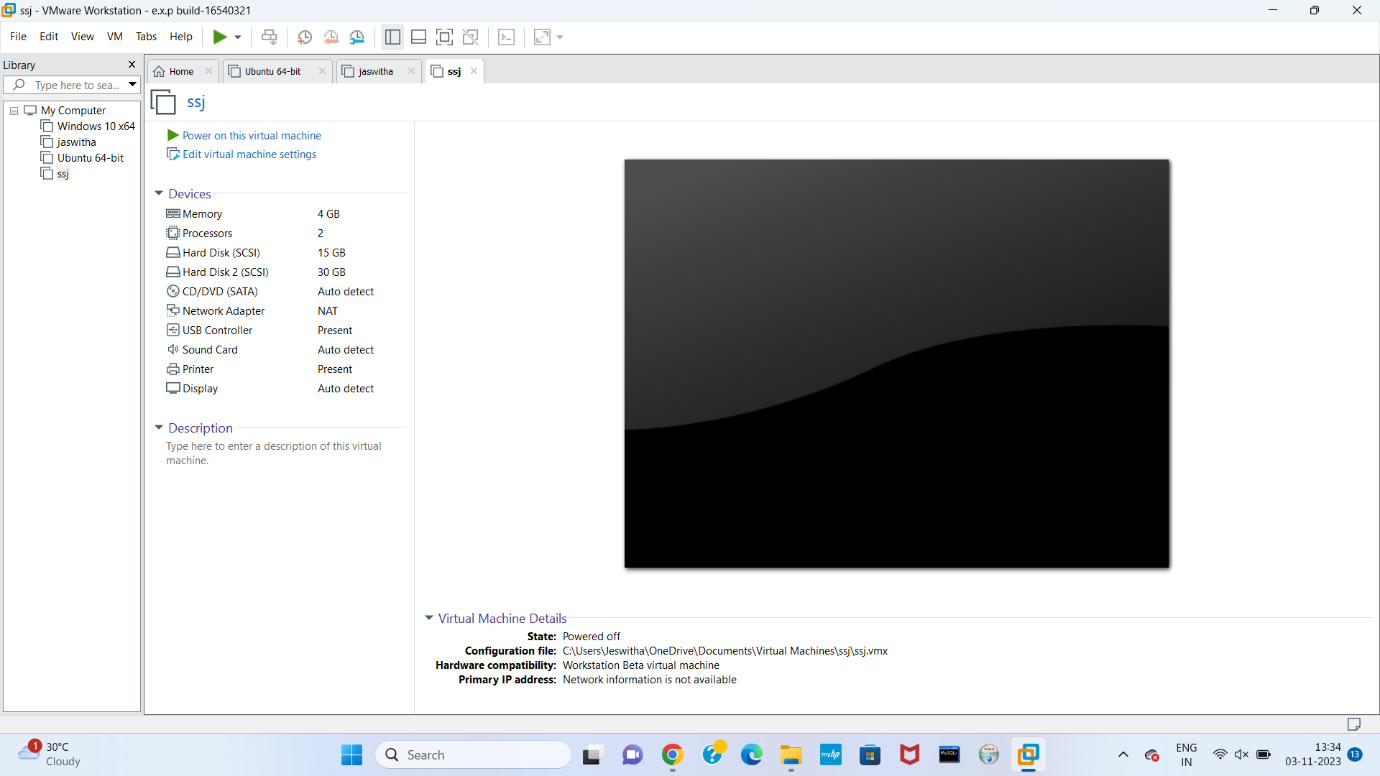 ssj - VMware Workstation - e.x.p build-16540321
File Edit View VM Tabs Help
Library
Type here to sea...
My Computer
Windows 10 x64
jaswitha
Ubuntu 64-bit
ssj
Home Ubuntu 64-bit jaswitha ssj
ssj
Power on this virtual machine
Edit virtual machine settings
Devices
Memory 4 GB
Processors 2
Hard Disk (SCSI) 15 GB
Hard Disk 2 (SCSI) 30 GB
CD/DVD (SATA) Auto detect
Network Adapter NAT
USB Controller Present
Sound Card Auto detect
Printer Present
Display Auto detect
Description
Type here to enter a description of this virtual
machine.
Virtual Machine Details
State: Powered off
Configuration file: C:\Users\Jeswitha\OneDrive\Documents\Virtual Machines\ssj\ssj.vmx
Hardware compatibility: Workstation Beta virtual machine
Primary IP address: Network information is not available
1
30°C
Cloudy
Search
myhp
MySQL
ENG
IN
13:34
03-11-2023
13